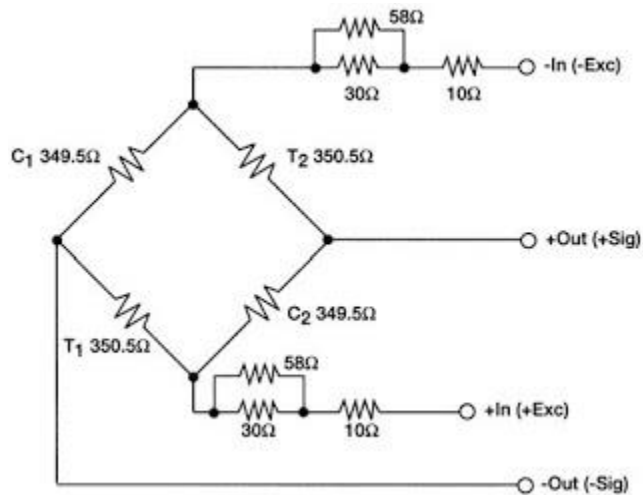 58Ω
-In (-Exc)
30Ω
10Ω
C1 349.5Ω
T2 350.5Ω
+Out (+Sig)
C2 349.5Ω
T1 350.5Ω
58Ω
+In (+Exc)
30Ω
10Ω
-Out (-Sig)